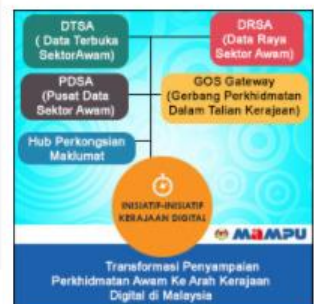 DTSA
( Data Terbuka
SektorAwam)
DRSA
(Data Raya
Sektor Awam)
PDSA
(Pusat Data
Sektor Awam)
GOS Gateway
(Gerbang Perkhidmatan
Dalam Talian Kerajaan)
Hub Perkongsian
Maklumat
INISIATIF-INISIATIF
KERAJAAN DIGITAL
MAMPU
Transformasi Penyampaian
Perkhidmatan Awam Ke Arah Kerajaan
Digital di Malaysia